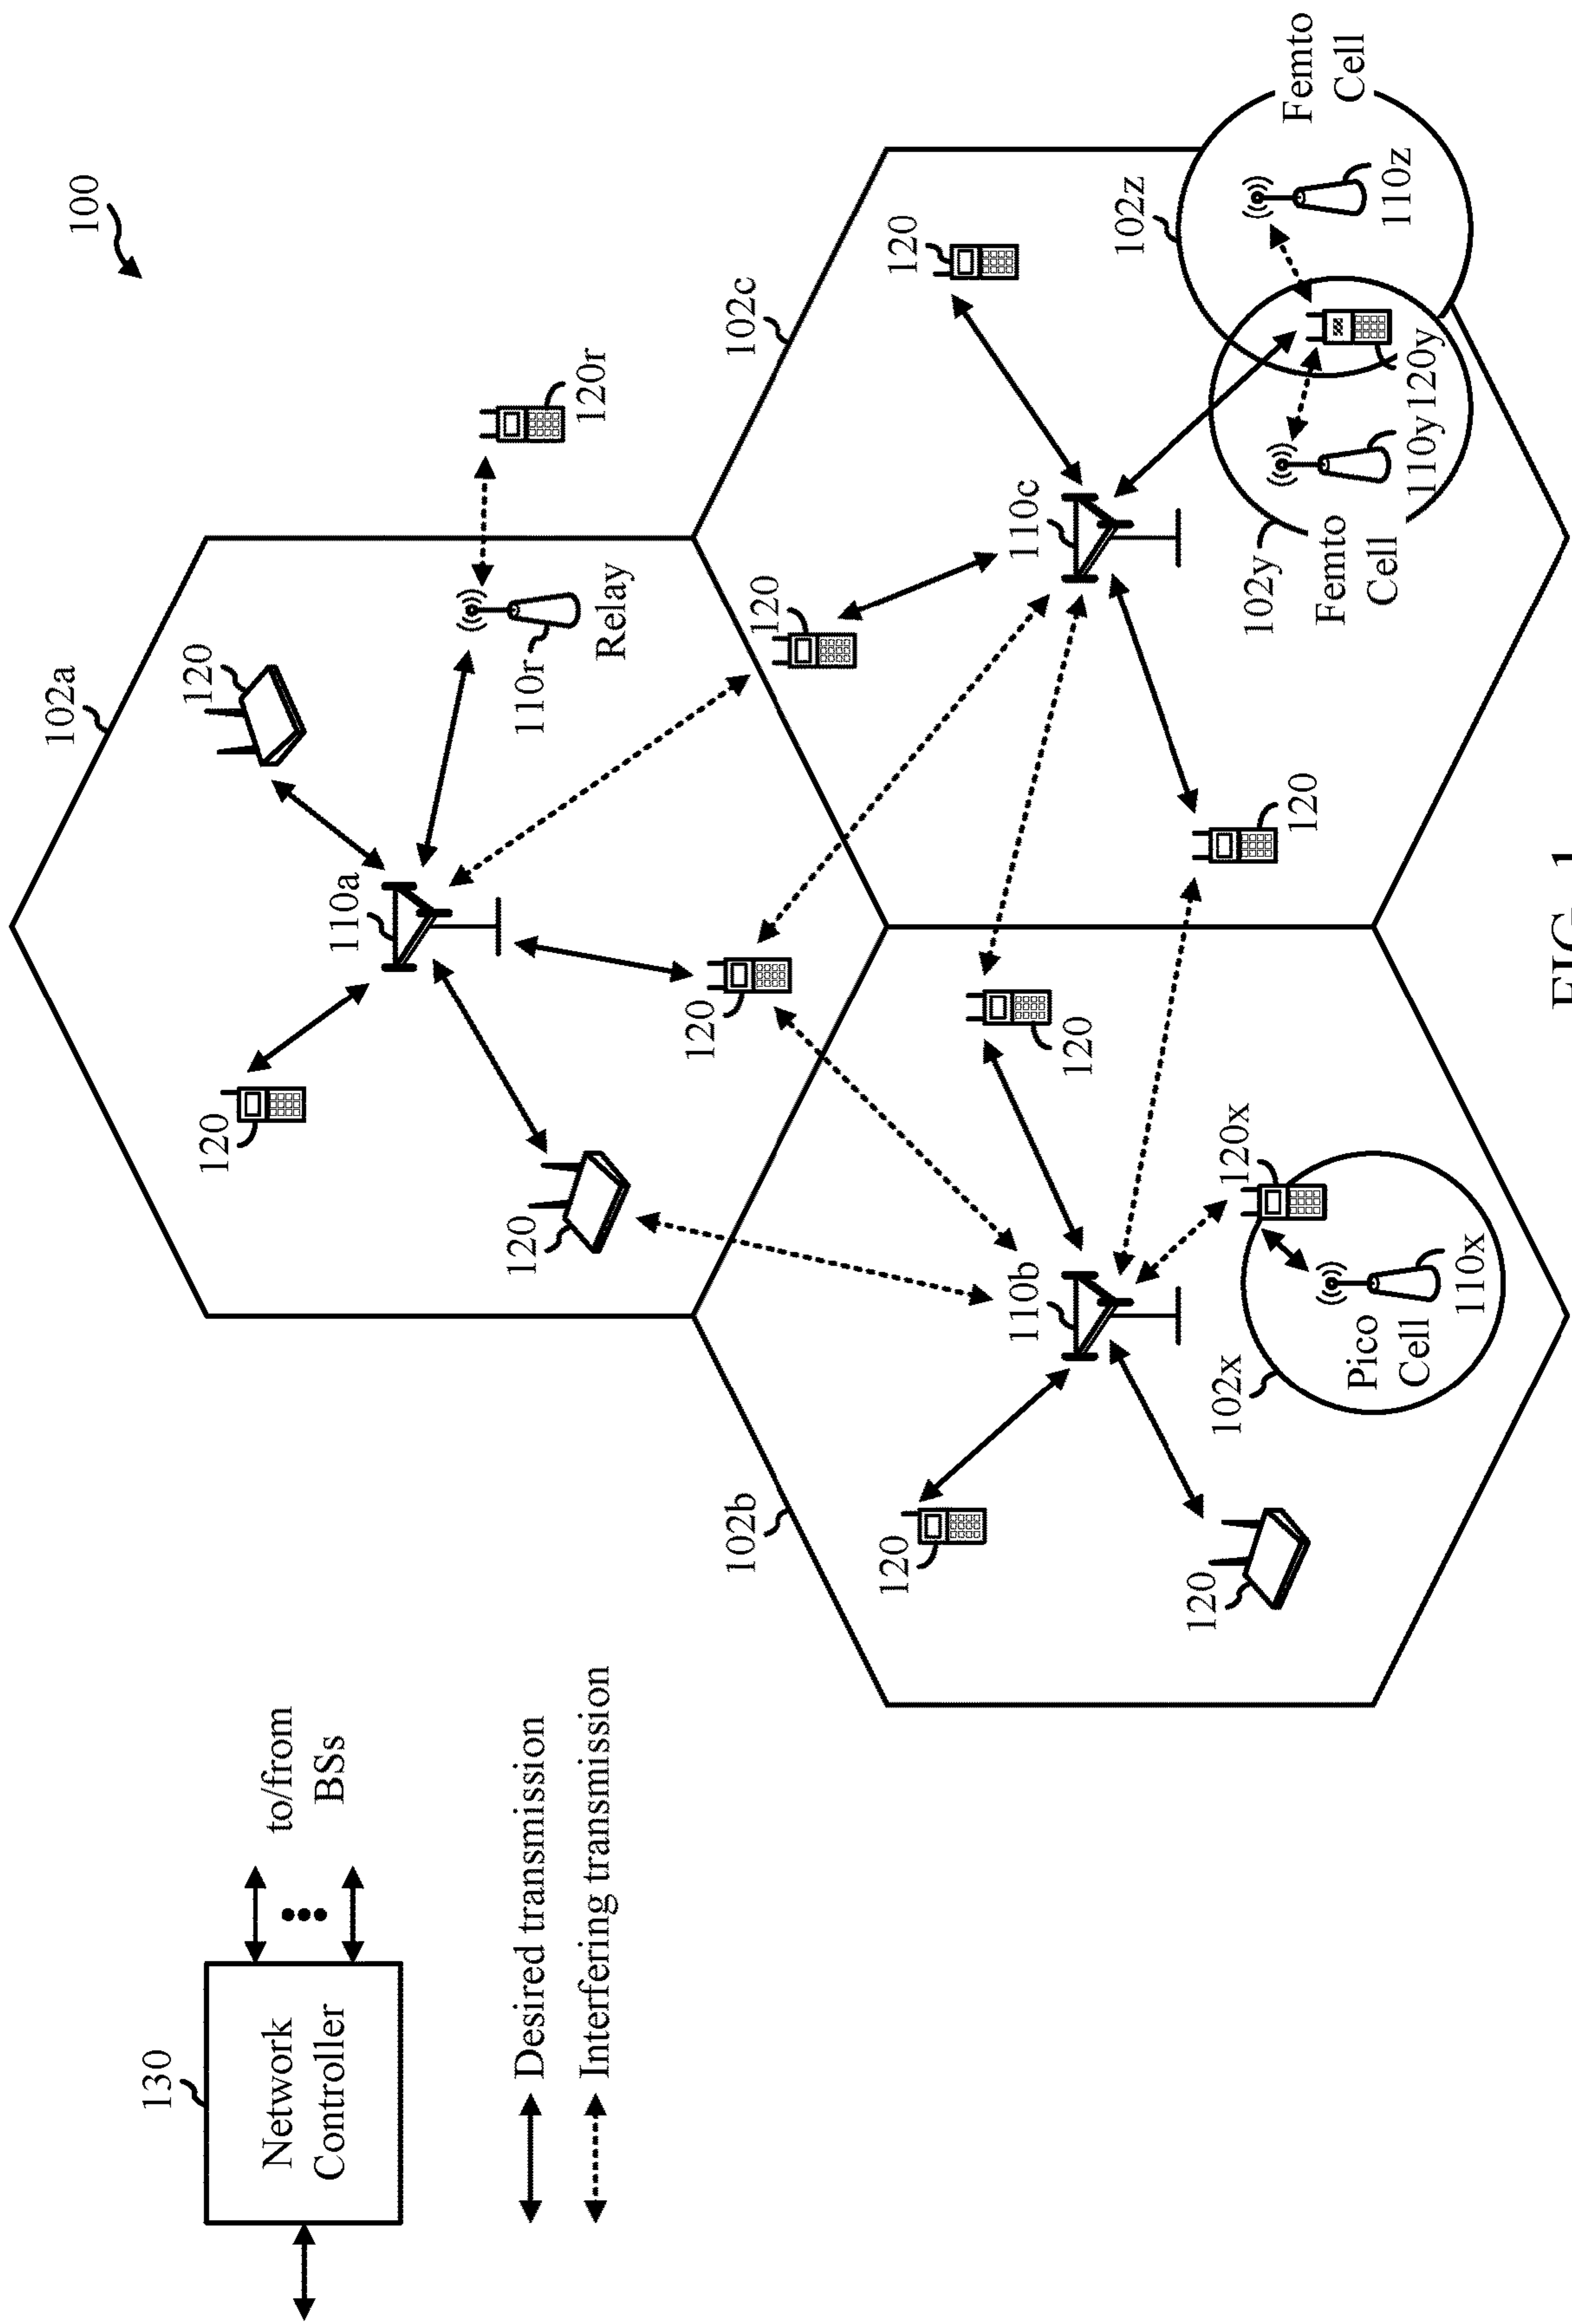 100
130
Network
Controller
to/from
BSs
Desired transmission
Interfering transmission
102a
120
120
110a
120
110r
Relay
120r
120
102b
102c
120
120
120
110b
110c
120
102z
120
102x
120x
Pico
Cell
110x
120
102y
Femto
Cell
110y
120y
Femto
Cell
110z
FIG. 1